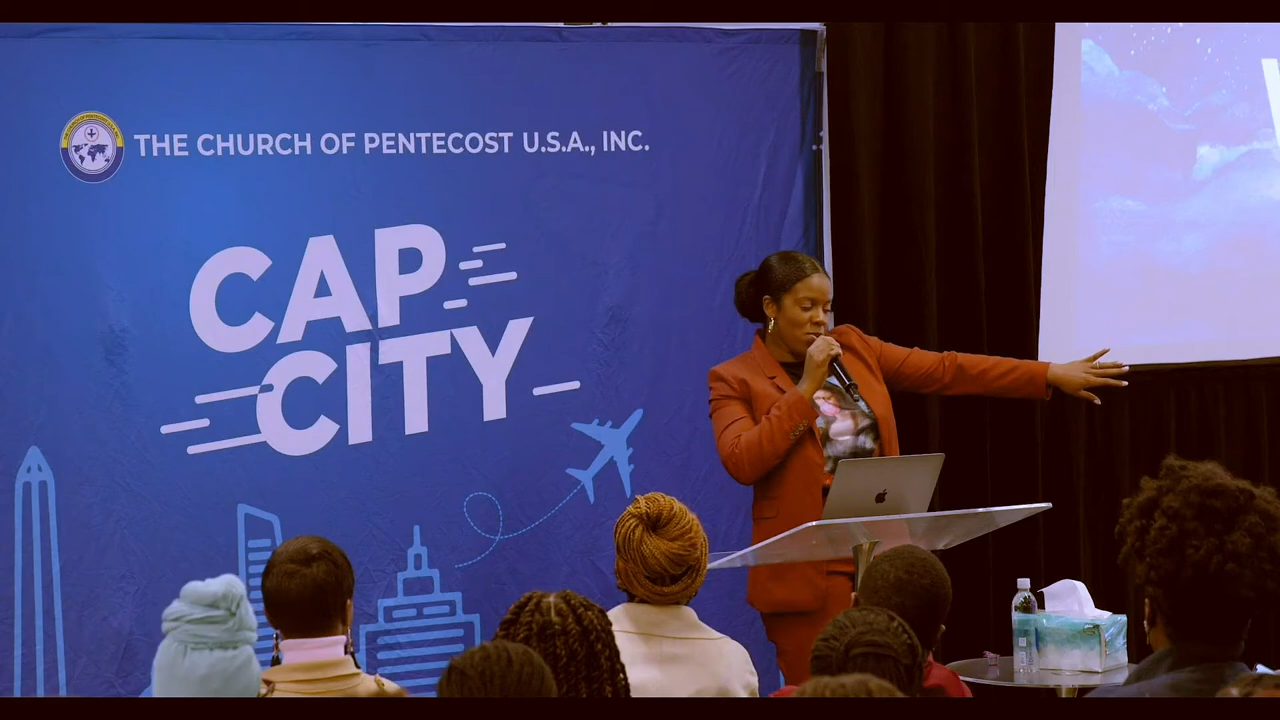 THE CHURCH OF PENTECOST U.S.A., INC.
CAP
CITY